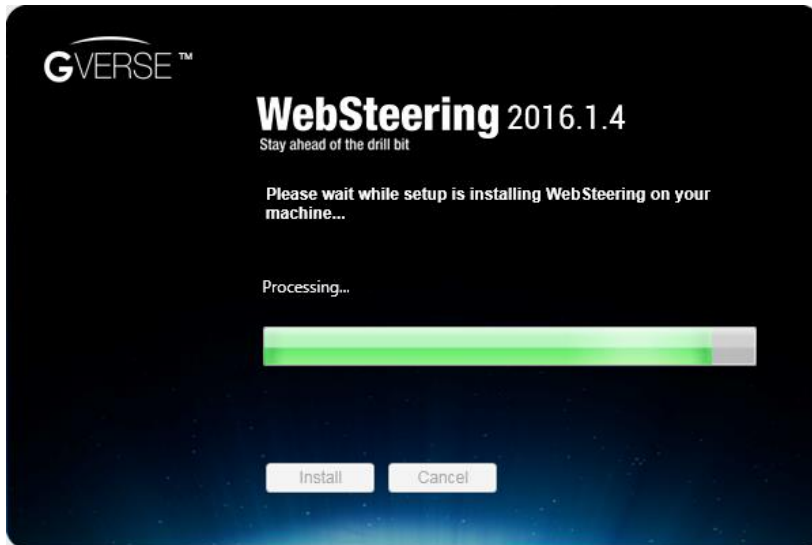 GVERSE™
WebSteering 2016.1.4
Stay ahead of the drill bit
Please wait while setup is installing WebSteering on your
machine...
Processing...
Install Cancel